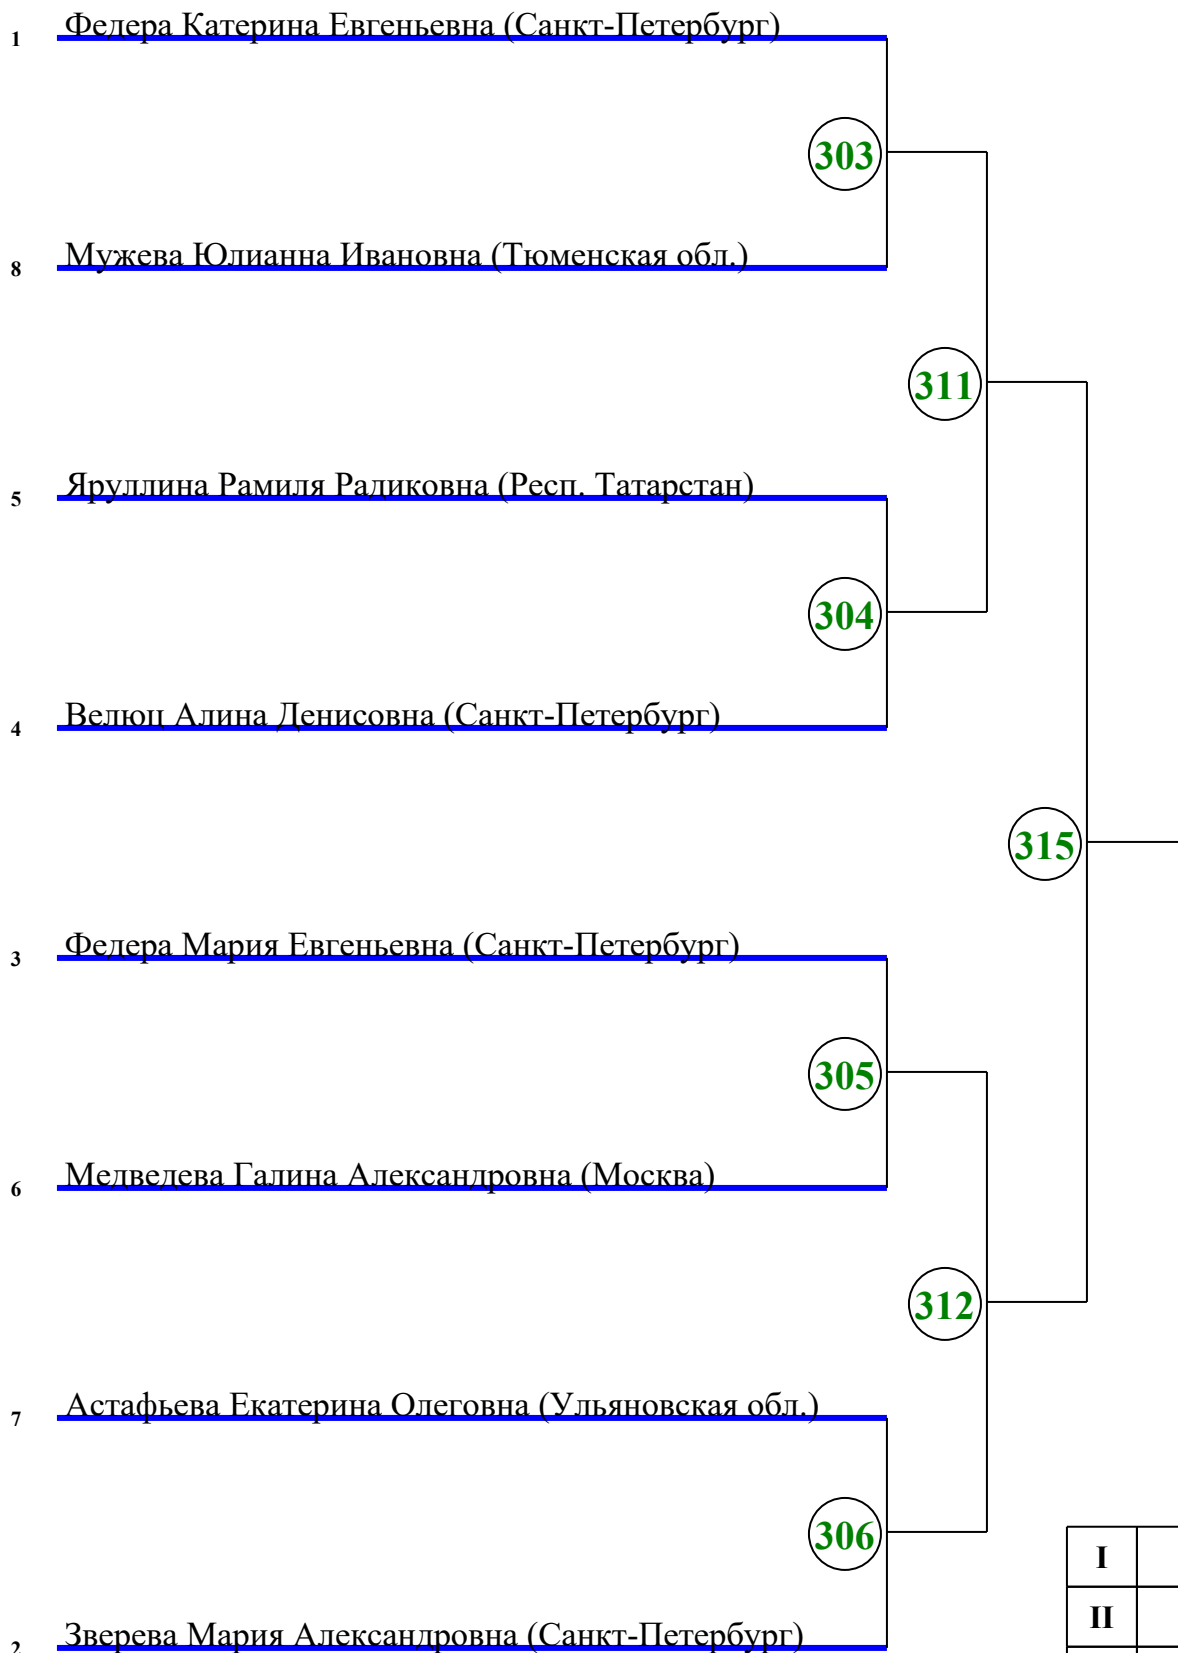 1 Федера Катерина Евгеньевна (Санкт-Петербург)
303
8 Мужева Юлианна Ивановна (Тюменская обл.)
311
5 Яруллина Рамиля Радиковна (Респ. Татарстан)
304
4 Велюц Алина Денисовна (Санкт-Петербург)
315
3 Федера Мария Евгеньевна (Санкт-Петербург)
305
6 Медведева Галина Александровна (Москва)
312
7 Астафьева Екатерина Олеговна (Ульяновская обл.)
306
I
II
2 Зверева Мария Александровна (Санкт-Петербург)